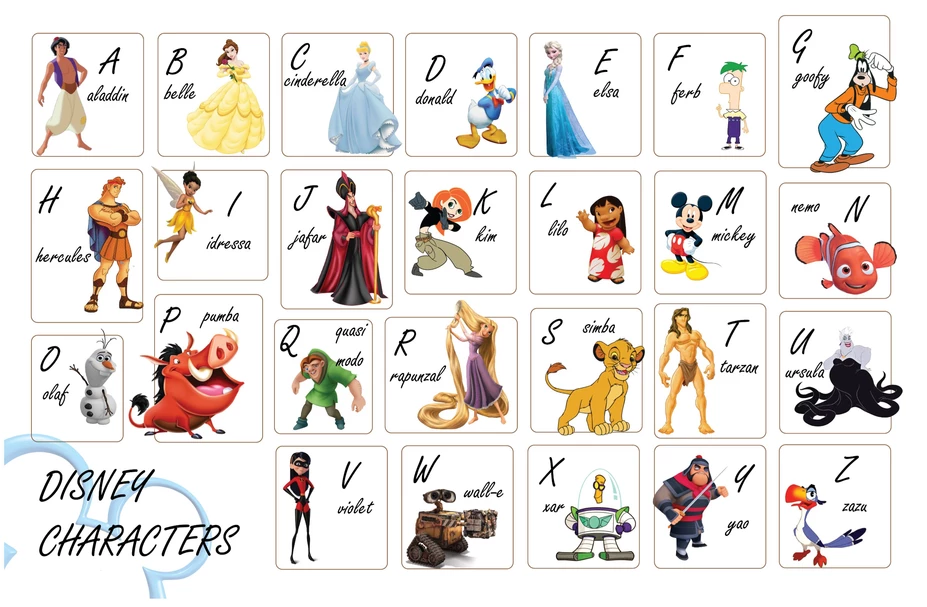 A
aladdin
B
belle
C
cinderella
D
donald
E
elsa
F
ferb
G
goofy
H
hercules
I
idressa
J
jafar
K
kim
L
lilo
M
mickey
nemo N
O
olaf
P pumba
Q quasi
modo
R
rapunzal
S simba
T
tarzan
U
ursula
DISNEY
CHARACTERS
V
violet
W
wall-e
X
xar
Y
yao
Z
zazu